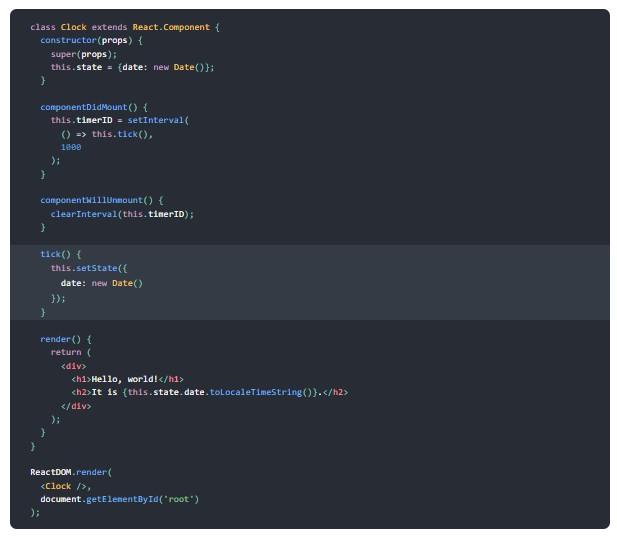 class Clock extends React.Component {
  constructor(props) {
    super(props);
    this.state = {date: new Date()};
  }

  componentDidMount() {
    this.timerID = setInterval(
      () => this.tick(),
      1000
    );
  }

  componentWillUnmount() {
    clearInterval(this.timerID);
  }

  tick() {
    this.setState({
      date: new Date()
    });
  }

  render() {
    return (
      <div>
        <h1>Hello, world!</h1>
        <h2>It is {this.state.date.toLocaleTimeString()}.</h2>
      </div>
    );
  }
}

ReactDOM.render(
  <Clock />,
  document.getElementById('root')
);